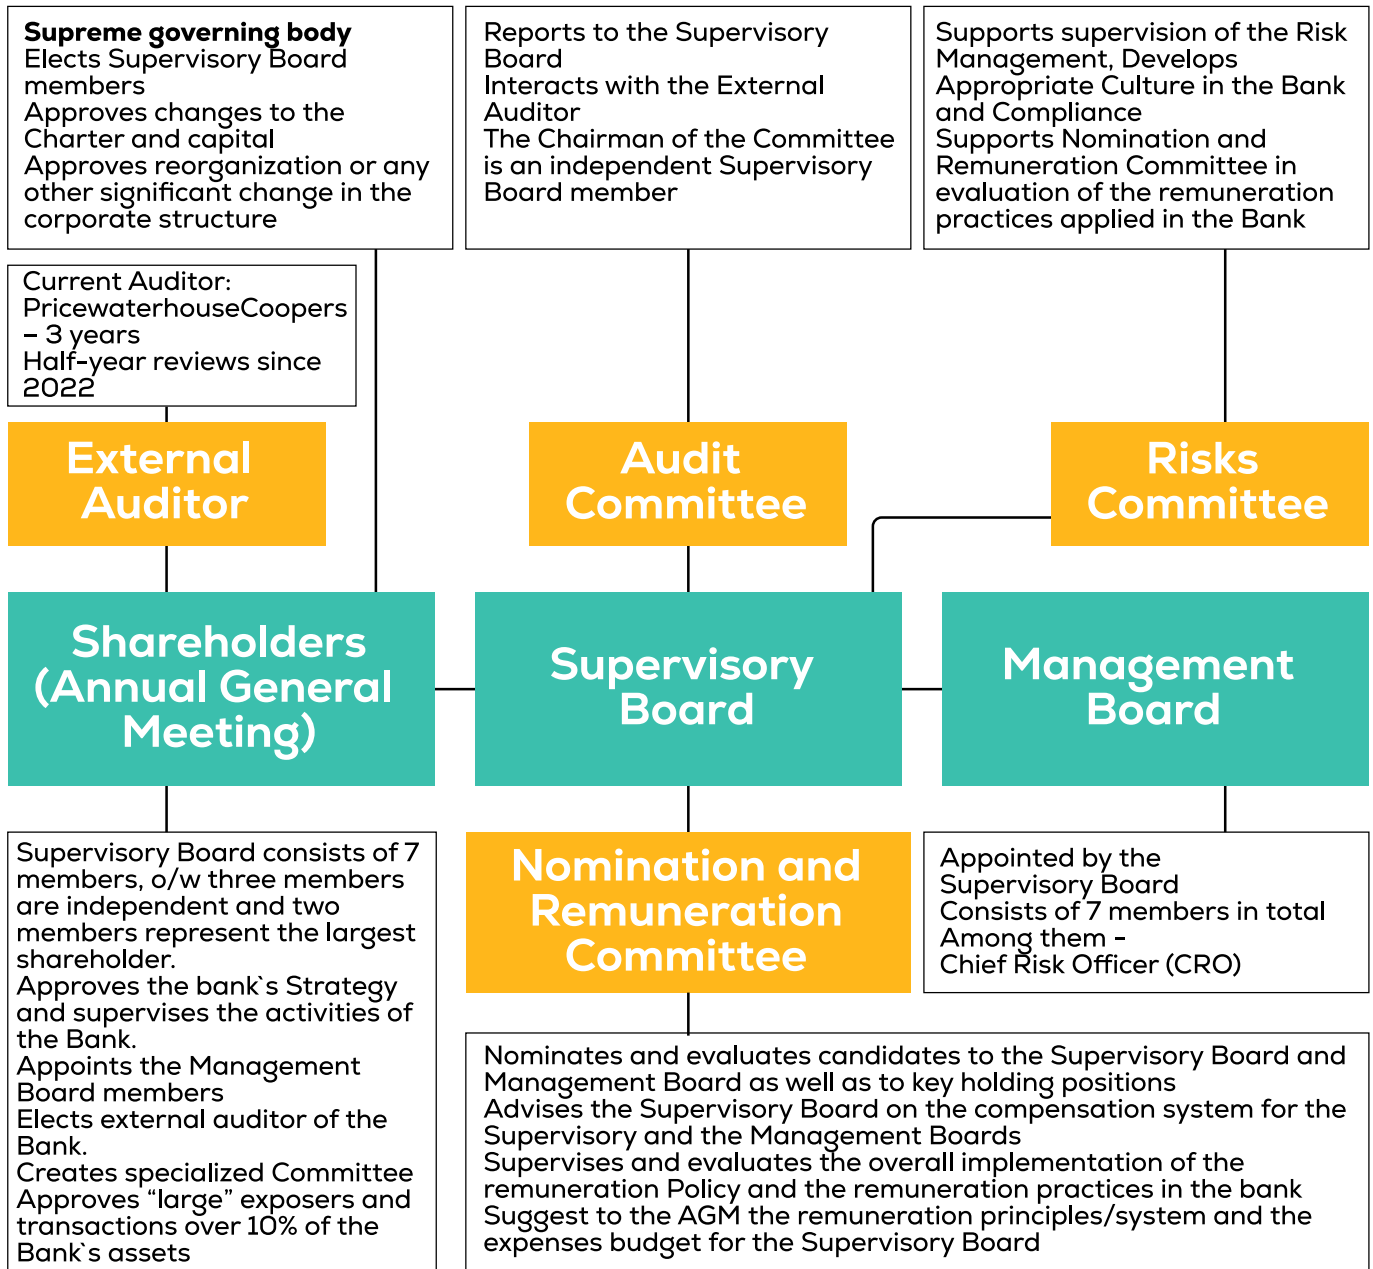 Supreme governing body
Elects Supervisory Board
members
Approves changes to the
Charter and capital
Approves reorganization or any
other significant change in the
corporate structure
Reports to the Supervisory
Board
Interacts with the External
Auditor
The Chairman of the Committee
is an independent Supervisory
Board member
Supports supervision of the Risk
Management, Develops
Appropriate Culture in the Bank
and Compliance
Supports Nomination and
Remuneration Committee in
evaluation of the remuneration
practices applied in the Bank
Current Auditor:
PricewaterhouseCoopers
– 3 years
Half-year reviews since
2022
External
Auditor
Audit
Committee
Risks
Committee
Shareholders
(Annual General
Meeting)
Supervisory
Board
Management
Board
Supervisory Board consists of 7
members, o/w three members
are independent and two
members represent the largest
shareholder.
Approves the bank`s Strategy
and supervises the activities of
the Bank.
Appoints the Management
Board members
Elects external auditor of the
Bank.
Creates specialized Committee
Approves “large” exposers and
transactions over 10% of the
Bank`s assets
Nomination and
Remuneration
Committee
Appointed by the
Supervisory Board
Consists of 7 members in total
Among them -
Chief Risk Officer (CRO)
Nominates and evaluates candidates to the Supervisory Board and
Management Board as well as to key holding positions
Advises the Supervisory Board on the compensation system for the
Supervisory and the Management Boards
Supervises and evaluates the overall implementation of the
remuneration Policy and the remuneration practices in the bank
Suggest to the AGM the remuneration principles/system and the
expenses budget for the Supervisory Board